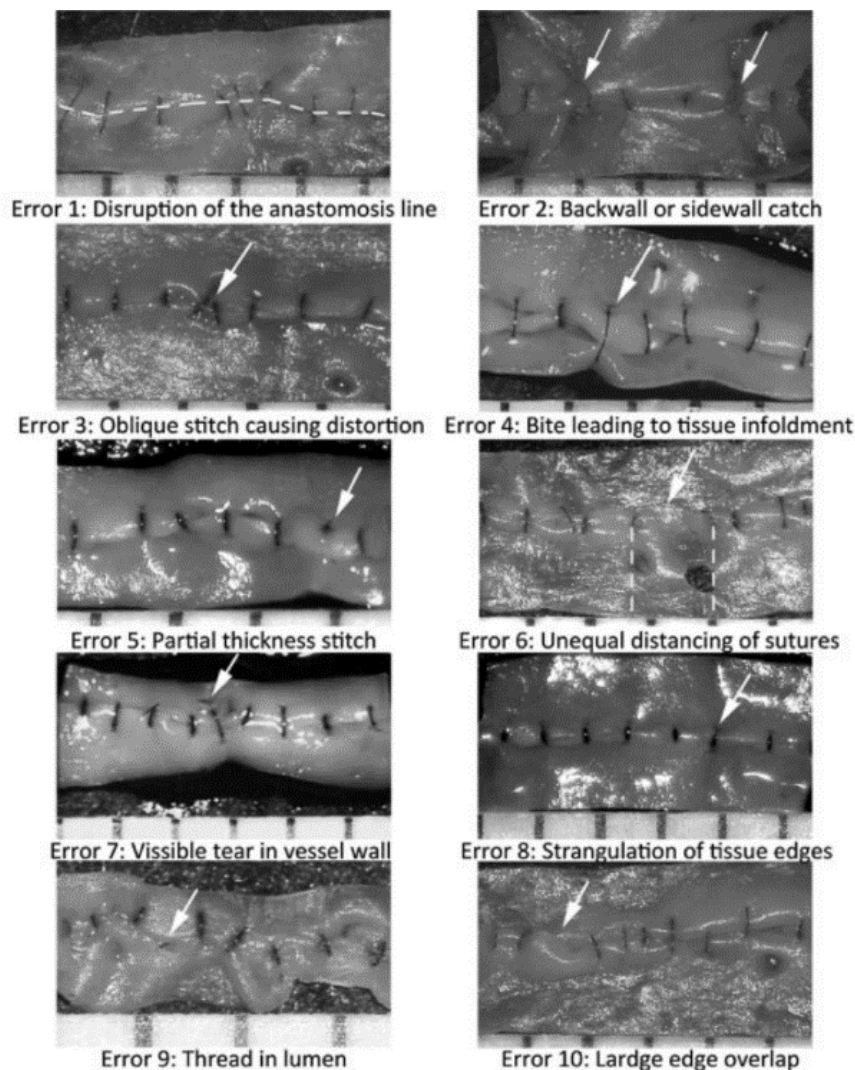 Error 1: Disruption of the anastomosis line
Error 2: Backwall or sidewall catch
Error 3: Oblique stitch causing distortion
Error 4: Bite leading to tissue infoldment
Error 5: Partial thickness stitch
Error 6: Unequal distancing of sutures
Error 7: Vissible tear in vessel wall
Error 8: Strangulation of tissue edges
Error 9: Thread in lumen
Error 10: Lardge edge overlap